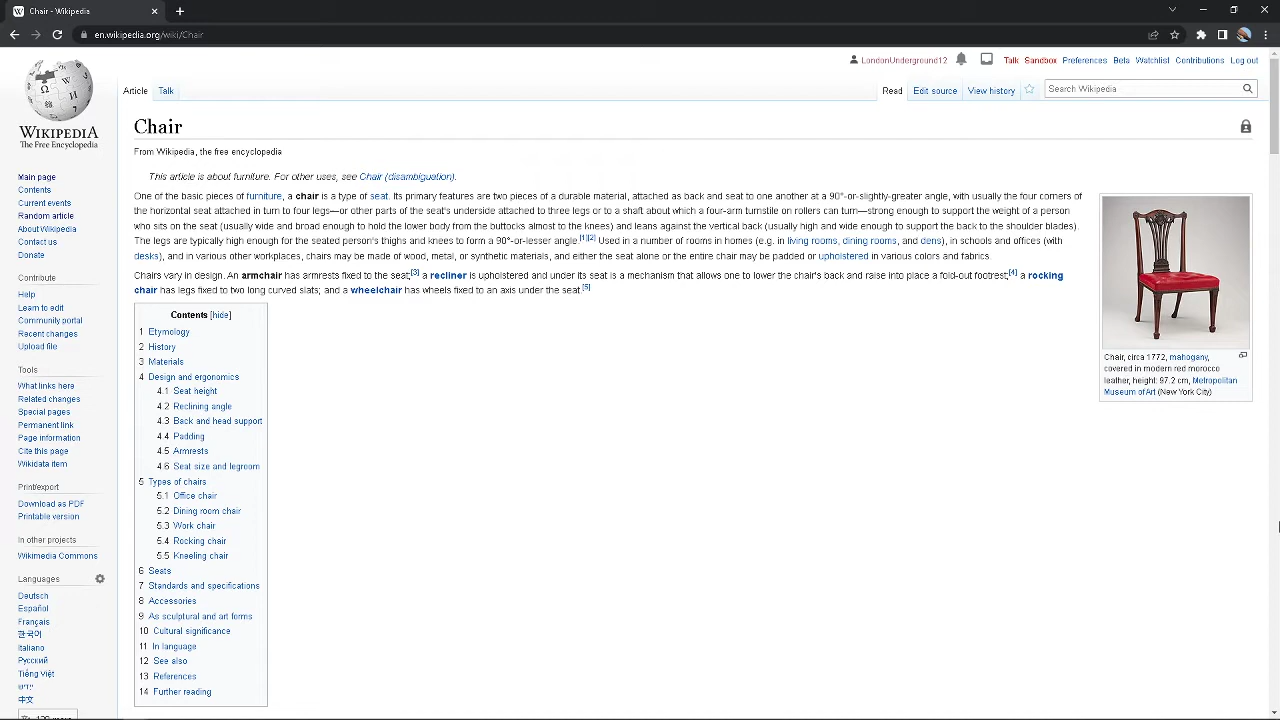 Chair - Wikipedia
en.wikipedia.org/wiki/Chair
LondonUnderground12 Talk Sandbox Preferences Beta Watchlist Contributions Log out
Article Talk Read Edit source View history Search Wikipedia
WIKIPEDIA
The Free Encyclopedia
Main page
Contents
Current events
Random article
About Wikipedia
Contact us
Donate
Contribute
Help
Learn to edit
Community portal
Recent changes
Upload file
Tools
What links here
Related changes
Special pages
Permanent link
Page information
Cite this page
Wikidata item
Print/export
Download as PDF
Printable version
In other projects
Wikimedia Commons
Languages
Deutsch
Español
Français
한국어
Italiano
Русский
Tiếng Việt
ייִדיש
中文
Chair
From Wikipedia, the free encyclopedia
This article is about furniture. For other uses, see Chair (disambiguation).
One of the basic pieces of furniture, a chair is a type of seat. Its primary features are two pieces of a durable material, attached as back and seat to one another at a 90°-or-slightly-greater angle, with usually the four corners of
the horizontal seat attached in turn to four legs—or other parts of the seat's underside attached to three legs or to a shaft about which a four-arm turnstile on rollers can turn—strong enough to support the weight of a person
who sits on the seat (usually wide and broad enough to hold the lower body from the buttocks almost to the knees) and leans against the vertical back (usually high and wide enough to support the back to the shoulder blades).
The legs are typically high enough for the seated person's thighs and knees to form a 90°-or-lesser angle.[1][2] Used in a number of rooms in homes (e.g. in living rooms, dining rooms, and dens), in schools and offices (with
desks), and in various other workplaces, chairs may be made of wood, metal, or synthetic materials, and either the seat alone or the entire chair may be padded or upholstered in various colors and fabrics.
Chairs vary in design. An armchair has armrests fixed to the seat;[3] a recliner is upholstered and under its seat is a mechanism that allows one to lower the chair's back and raise into place a fold-out footrest;[4] a rocking
chair has legs fixed to two long curved slats; and a wheelchair has wheels fixed to an axis under the seat.[5]
Contents [hide]
1 Etymology
2 History
3 Materials
4 Design and ergonomics
4.1 Seat height
4.2 Reclining angle
4.3 Back and head support
4.4 Padding
4.5 Armrests
4.6 Seat size and legroom
5 Types of chairs
5.1 Office chair
5.2 Dining room chair
5.3 Work chair
5.4 Rocking chair
5.5 Kneeling chair
6 Seats
7 Standards and specifications
8 Accessories
9 As sculptural and art forms
10 Cultural significance
11 In language
12 See also
13 References
14 Further reading
Chair, circa 1772, mahogany,
covered in modern red morocco
leather, height: 97.2 cm, Metropolitan
Museum of Art (New York City)